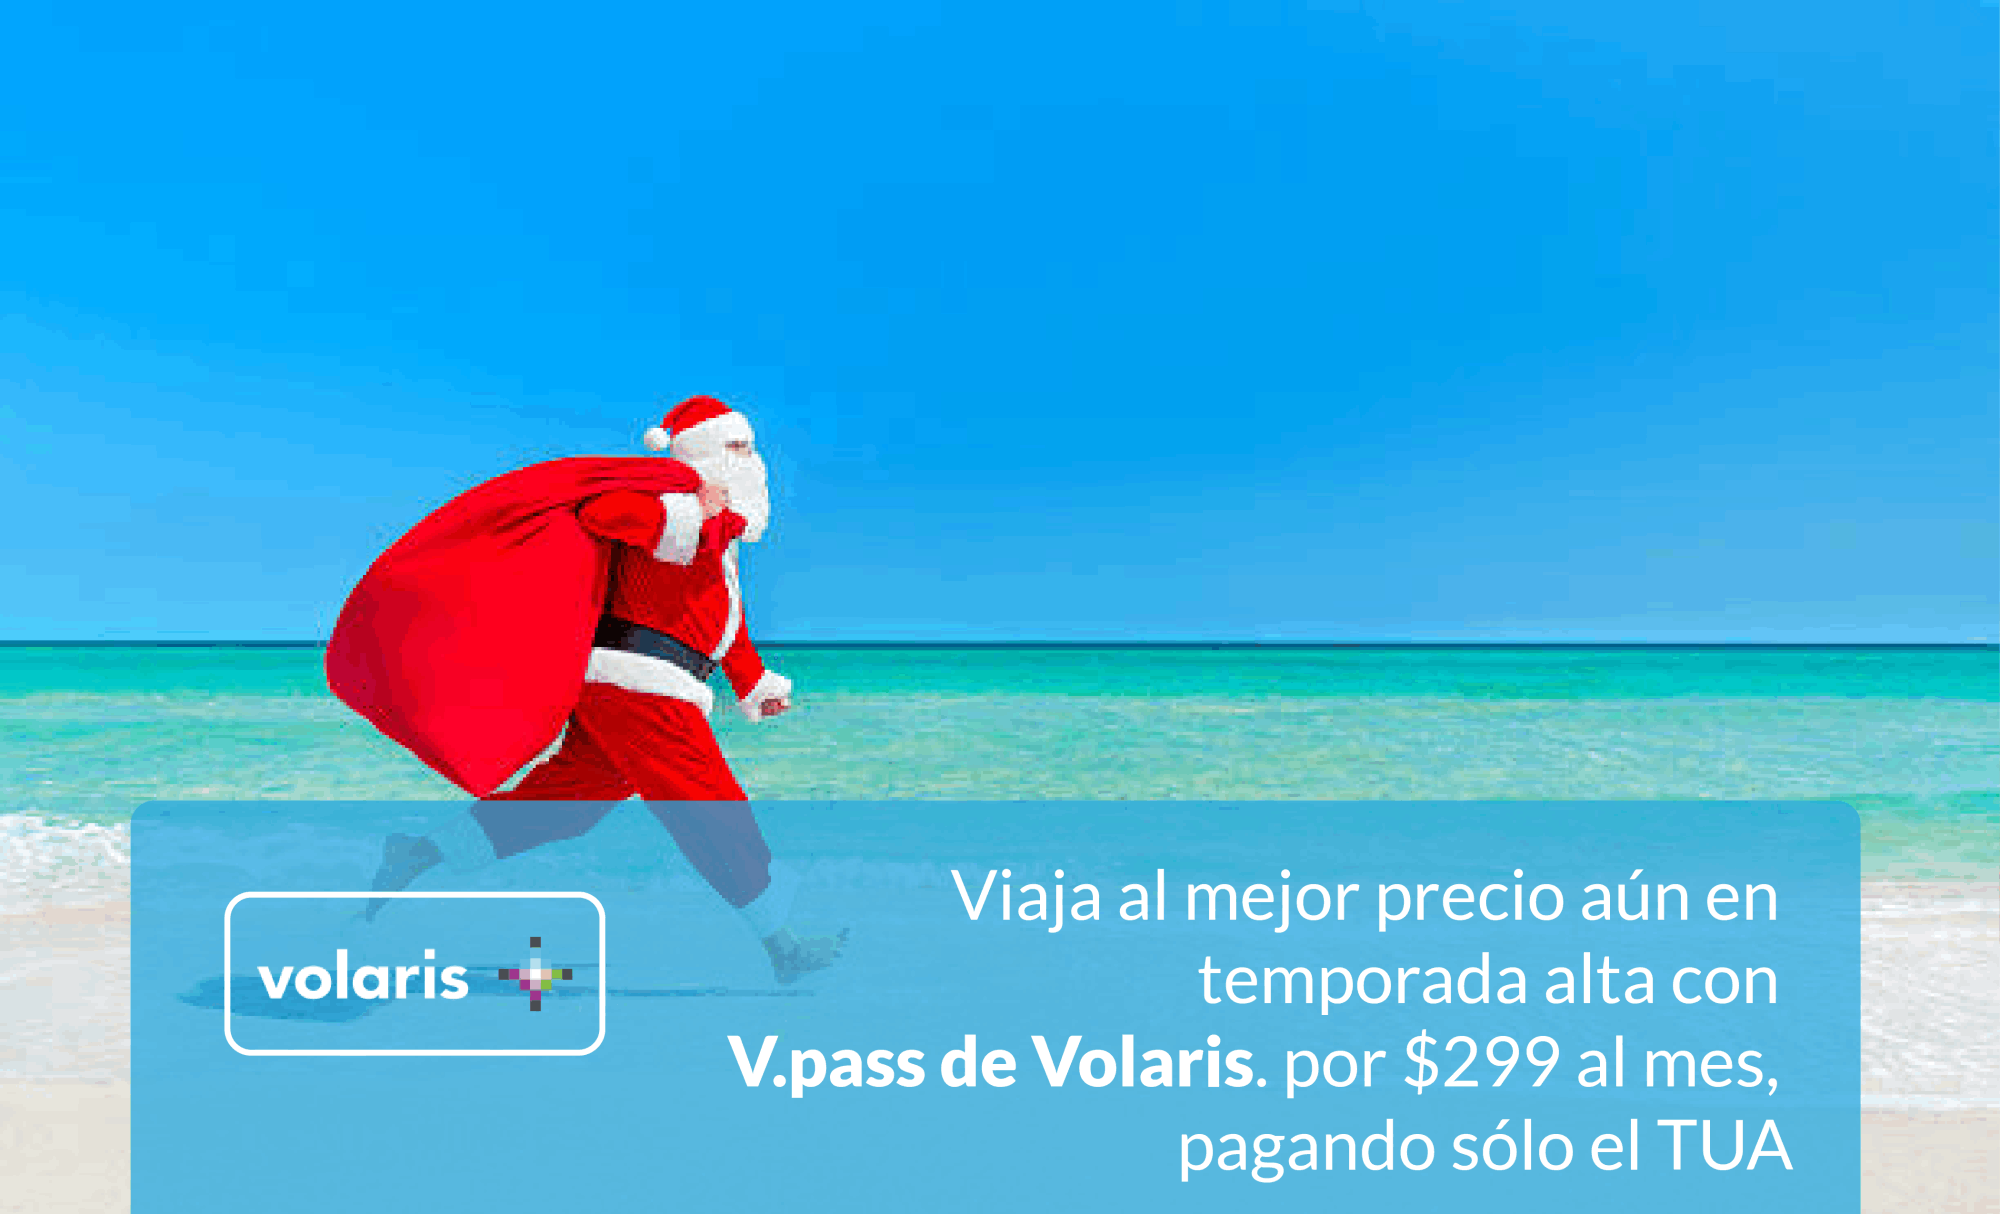 volaris
Viaja al mejor precio aún en
temporada alta con
V.pass de Volaris. por $299 al mes,
pagando sólo el TUA